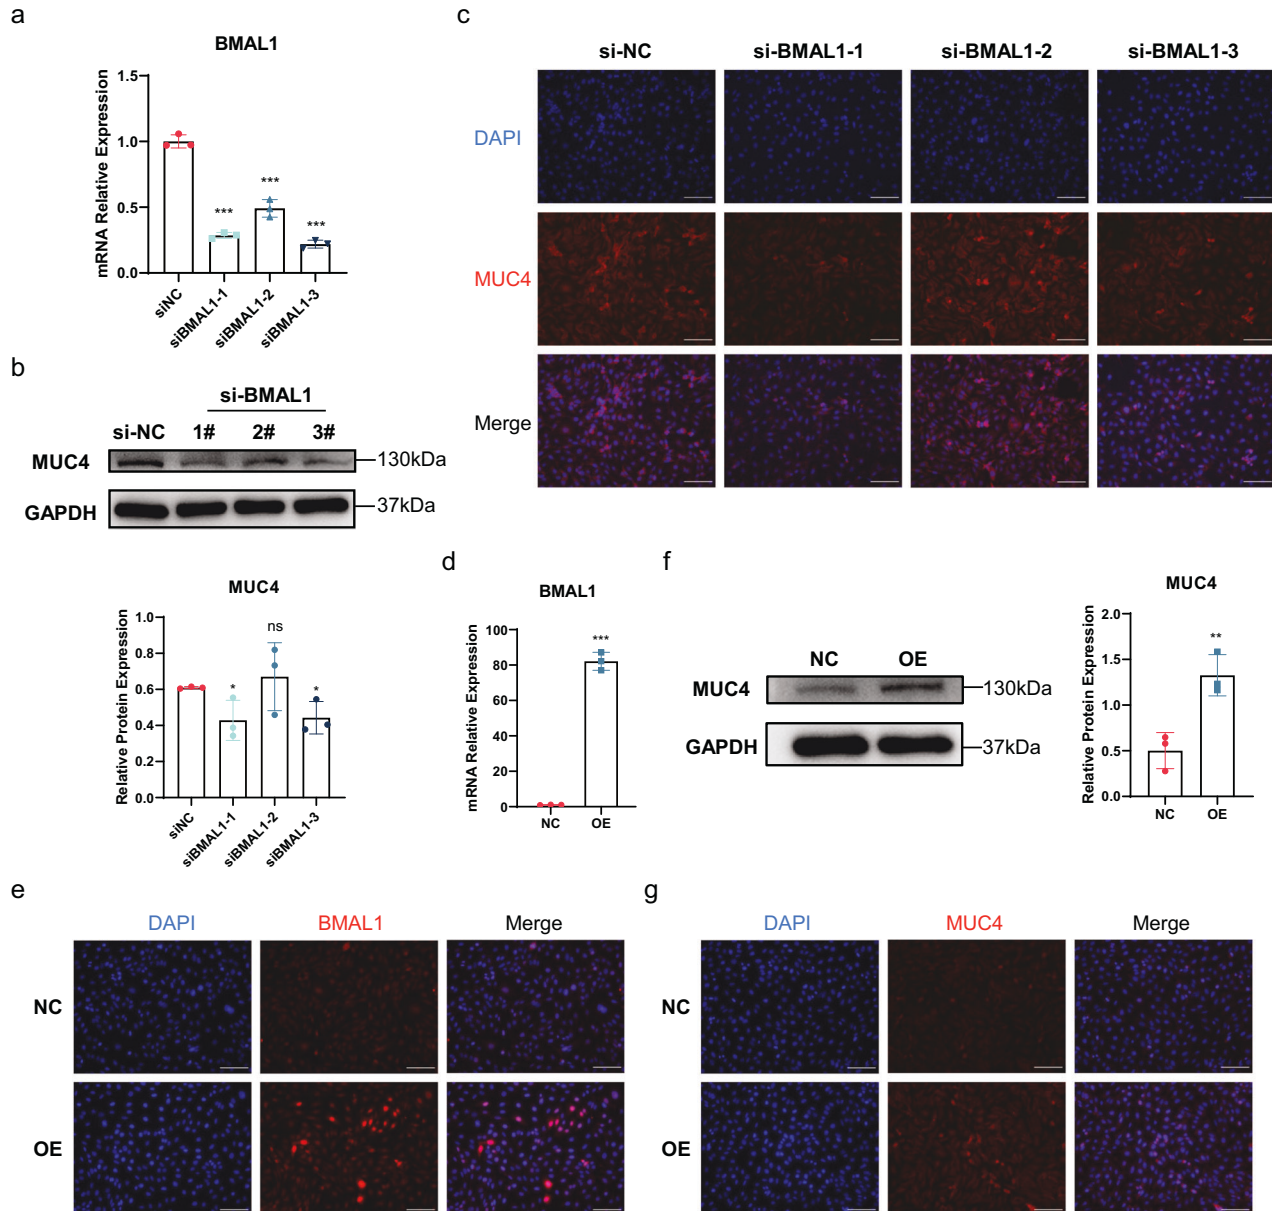 a
BMAL1
mRNA Relative Expression
1.5
1.0
0.5
0.0
***
***
***
siNC
siBMAL1-1
siBMAL1-2
siBMAL1-3
b
si-BMAL1
si-NC 1# 2# 3#
MUC4 130kDa
GAPDH 37kDa
MUC4
Relative Protein Expression
1.0
0.8
0.6
0.4
0.2
0.0
*
ns
*
siNC
siBMAL1-1
siBMAL1-2
siBMAL1-3
c
si-NC si-BMAL1-1 si-BMAL1-2 si-BMAL1-3
DAPI
MUC4
Merge
d
BMAL1
mRNA Relative Expression
100
80
60
40
20
0
***
NC OE
f
NC OE
MUC4 130kDa
GAPDH 37kDa
MUC4
Relative Protein Expression
2.0
1.5
1.0
0.5
0.0
**
NC OE
e
DAPI BMAL1 Merge
NC
OE
g
DAPI MUC4 Merge
NC
OE